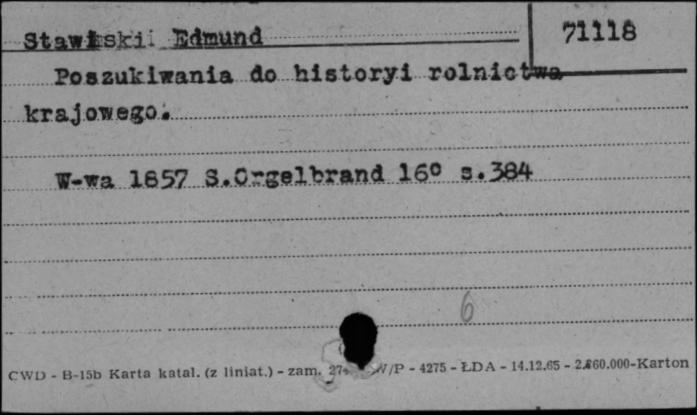 Stawiski Edmund
71118
Poszukiwania do historyi rolnictwa
krajowego.
W-wa 1857 S.Orgelbrand 16° s.384
6
CWD - B-15b Karta katal. (z liniat.) - zam. 27 W/P - 4275 - ŁDA - 14.12.65 - 2.860.000-Karton